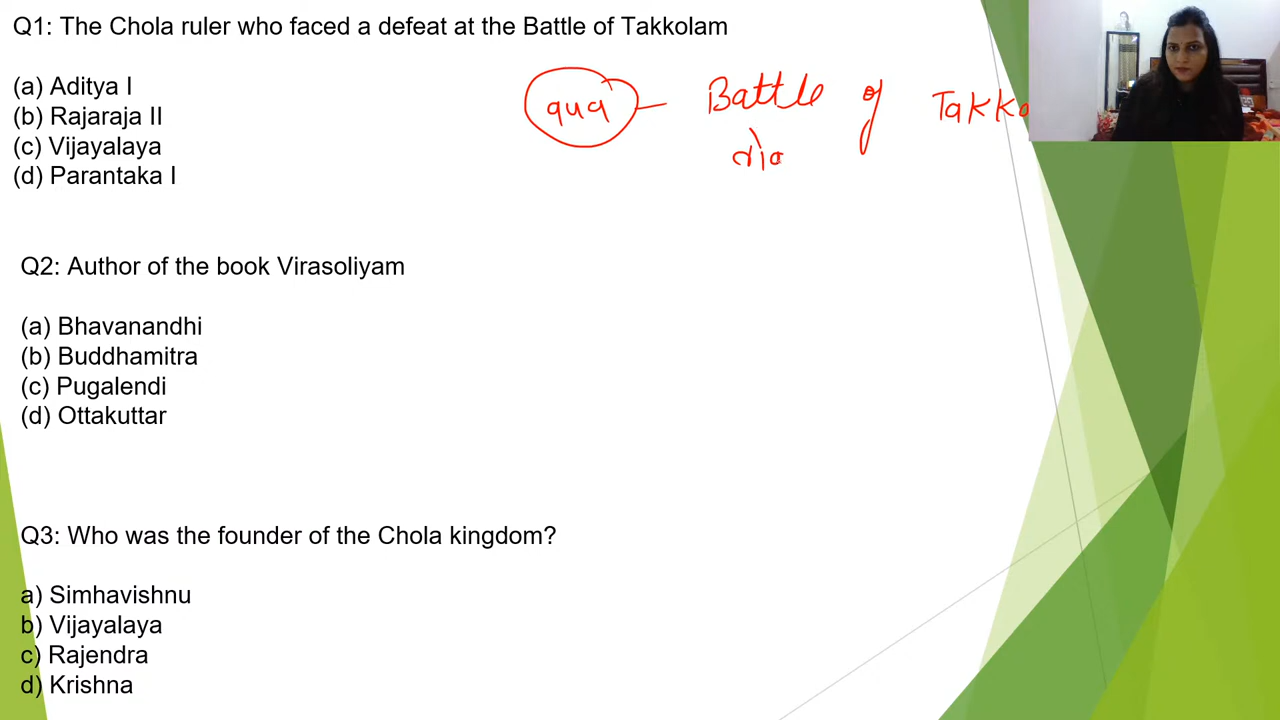 Q1: The Chola ruler who faced a defeat at the Battle of Takkolam
(a) Aditya I
(b) Rajaraja II
(c) Vijayalaya
(d) Parantaka I
949 — Battle of Takko
Q2: Author of the book Virasoliyam
(a) Bhavanandhi
(b) Buddhamitra
(c) Pugalendi
(d) Ottakuttar
Q3: Who was the founder of the Chola kingdom?
a) Simhavishnu
b) Vijayalaya
c) Rajendra
d) Krishna